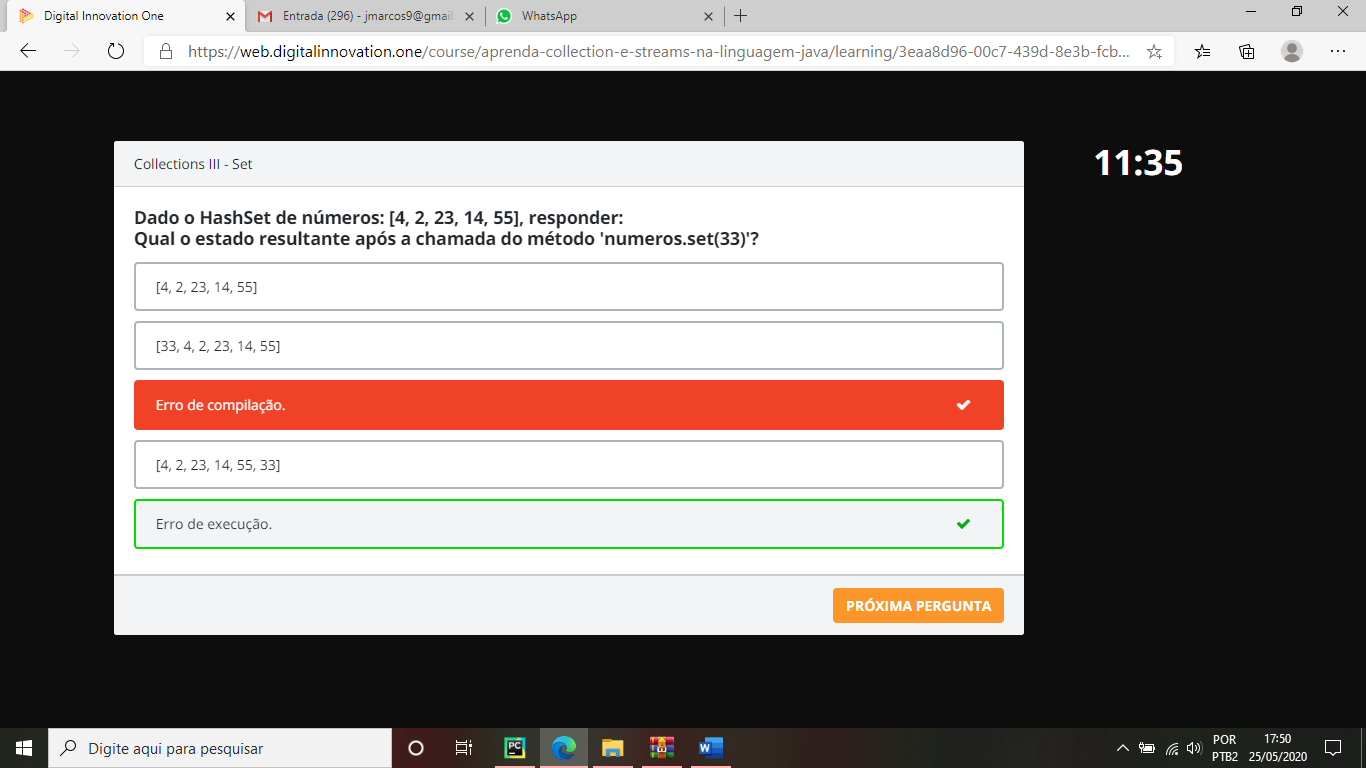 Digital Innovation One
Entrada (296) - jmarcos9@gmail.
WhatsApp
https://web.digitalinnovation.one/course/aprenda-collection-e-streams-na-linguagem-java/learning/3eaa8d96-00c7-439d-8e3b-fcb...
Collections III - Set
11:35
Dado o HashSet de números: [4, 2, 23, 14, 55], responder:
Qual o estado resultante após a chamada do método 'numeros.set(33)'?
[4, 2, 23, 14, 55]
[33, 4, 2, 23, 14, 55]
Erro de compilação.
[4, 2, 23, 14, 55, 33]
Erro de execução.
PRÓXIMA PERGUNTA
Digite aqui para pesquisar
PC
W
POR
PTB2
17:50
25/05/2020